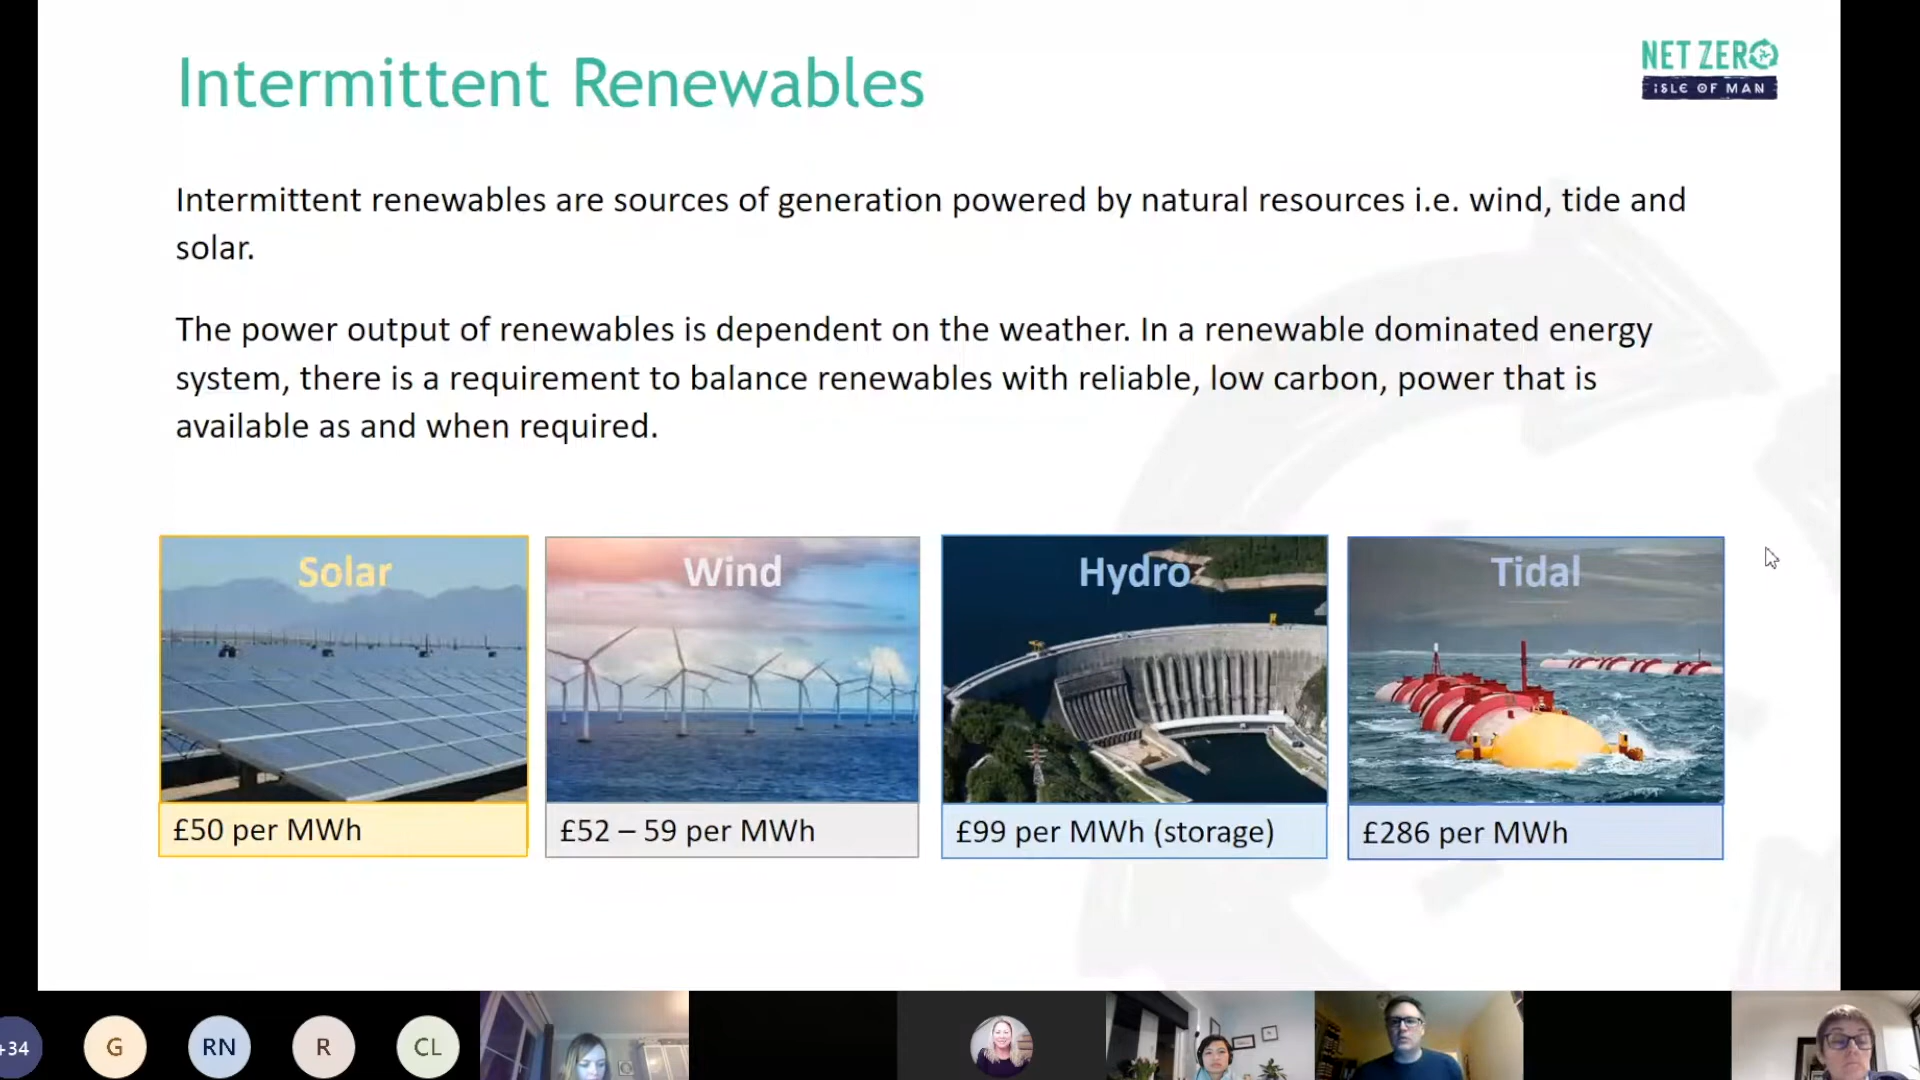 Intermittent Renewables
NET ZERO
ISLE OF MAN
Intermittent renewables are sources of generation powered by natural resources i.e. wind, tide and
solar.
The power output of renewables is dependent on the weather. In a renewable dominated energy
system, there is a requirement to balance renewables with reliable, low carbon, power that is
available as and when required.
Solar
Wind
Hydro
Tidal
£50 per MWh
£52 – 59 per MWh
£99 per MWh (storage)
£286 per MWh
+34
G
RN
R
CL